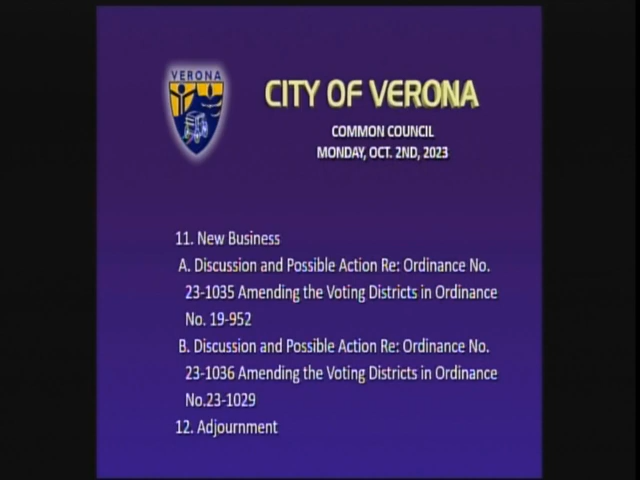 VERONA
CITY OF VERONA
COMMON COUNCIL
MONDAY, OCT. 2ND, 2023
11. New Business
A. Discussion and Possible Action Re: Ordinance No.
23-1035 Amending the Voting Districts in Ordinance
No. 19-952
B. Discussion and Possible Action Re: Ordinance No.
23-1036 Amending the Voting Districts in Ordinance
No.23-1029
12. Adjournment